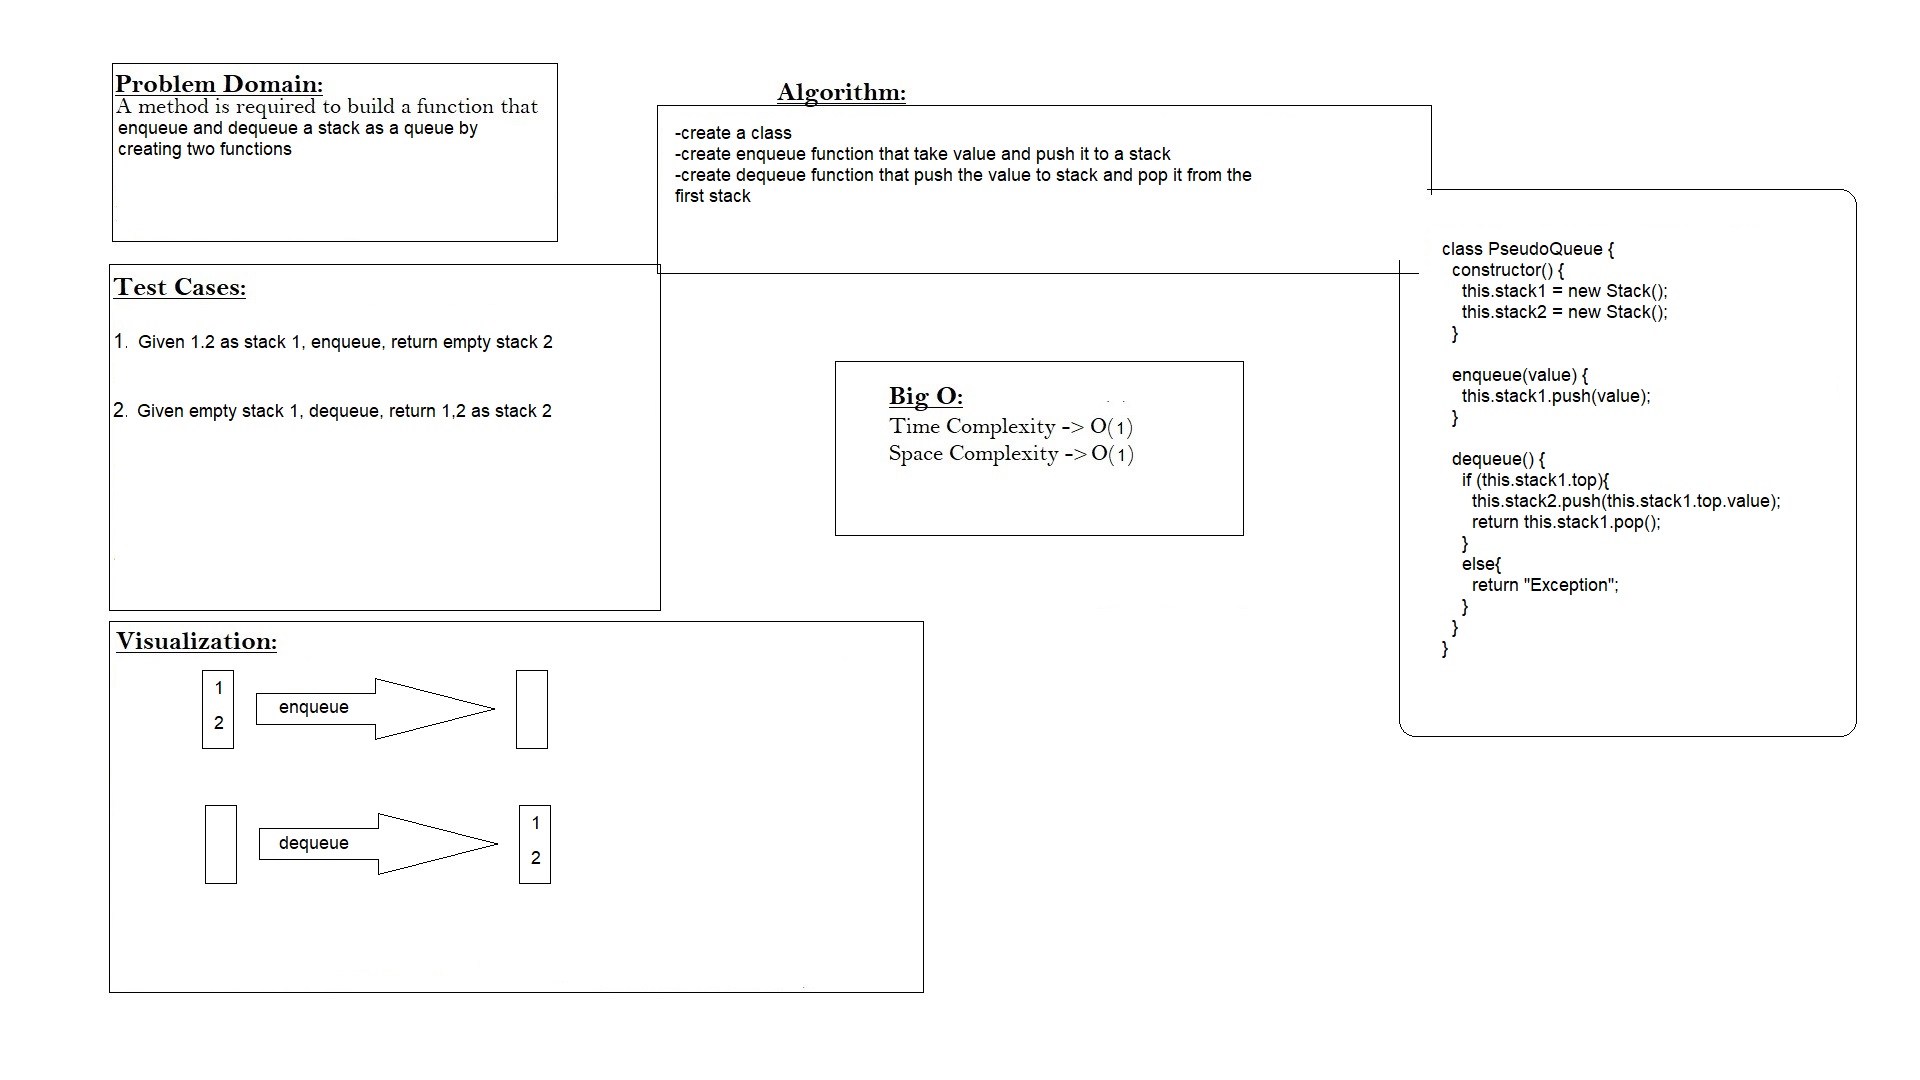 Problem Domain:
A method is required to build a function that
enqueue and dequeue a stack as a queue by
creating two functions
Algorithm:
-create a class
-create enqueue function that take value and push it to a stack
-create dequeue function that push the value to stack and pop it from the
first stack
Test Cases:
1. Given 1.2 as stack 1, enqueue, return empty stack 2
2. Given empty stack 1, dequeue, return 1,2 as stack 2
Big O:
Time Complexity -> O(1)
Space Complexity -> O(1)
class PseudoQueue {
constructor() {
this.stack1 = new Stack();
this.stack2 = new Stack();
}
enqueue(value) {
this.stack1.push(value);
}
dequeue() {
if (this.stack1.top){
this.stack2.push(this.stack1.top.value);
return this.stack1.pop();
}
else{
return "Exception";
}
}
}
Visualization:
1
2
enqueue
dequeue
1
2